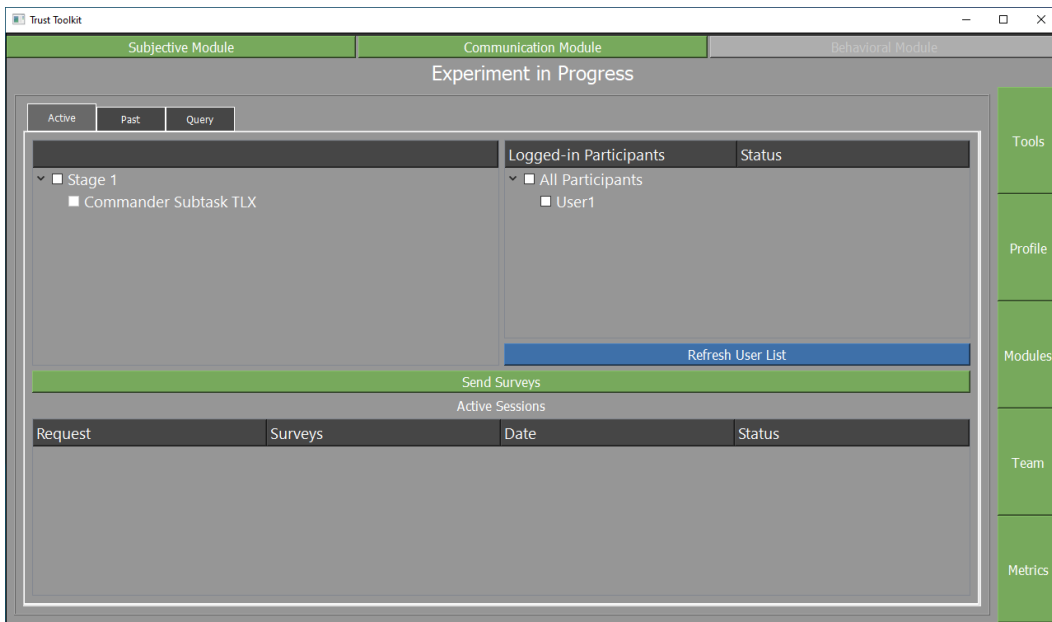 Trust Toolkit
Subjective Module
Communication Module
Behavioral Module
Experiment in Progress
Active
Past
Query
Logged-in Participants
Status
Stage 1
Commander Subtask TLX
All Participants
User1
Refresh User List
Send Surveys
Active Sessions
Request
Surveys
Date
Status
Tools
Profile
Modules
Team
Metrics